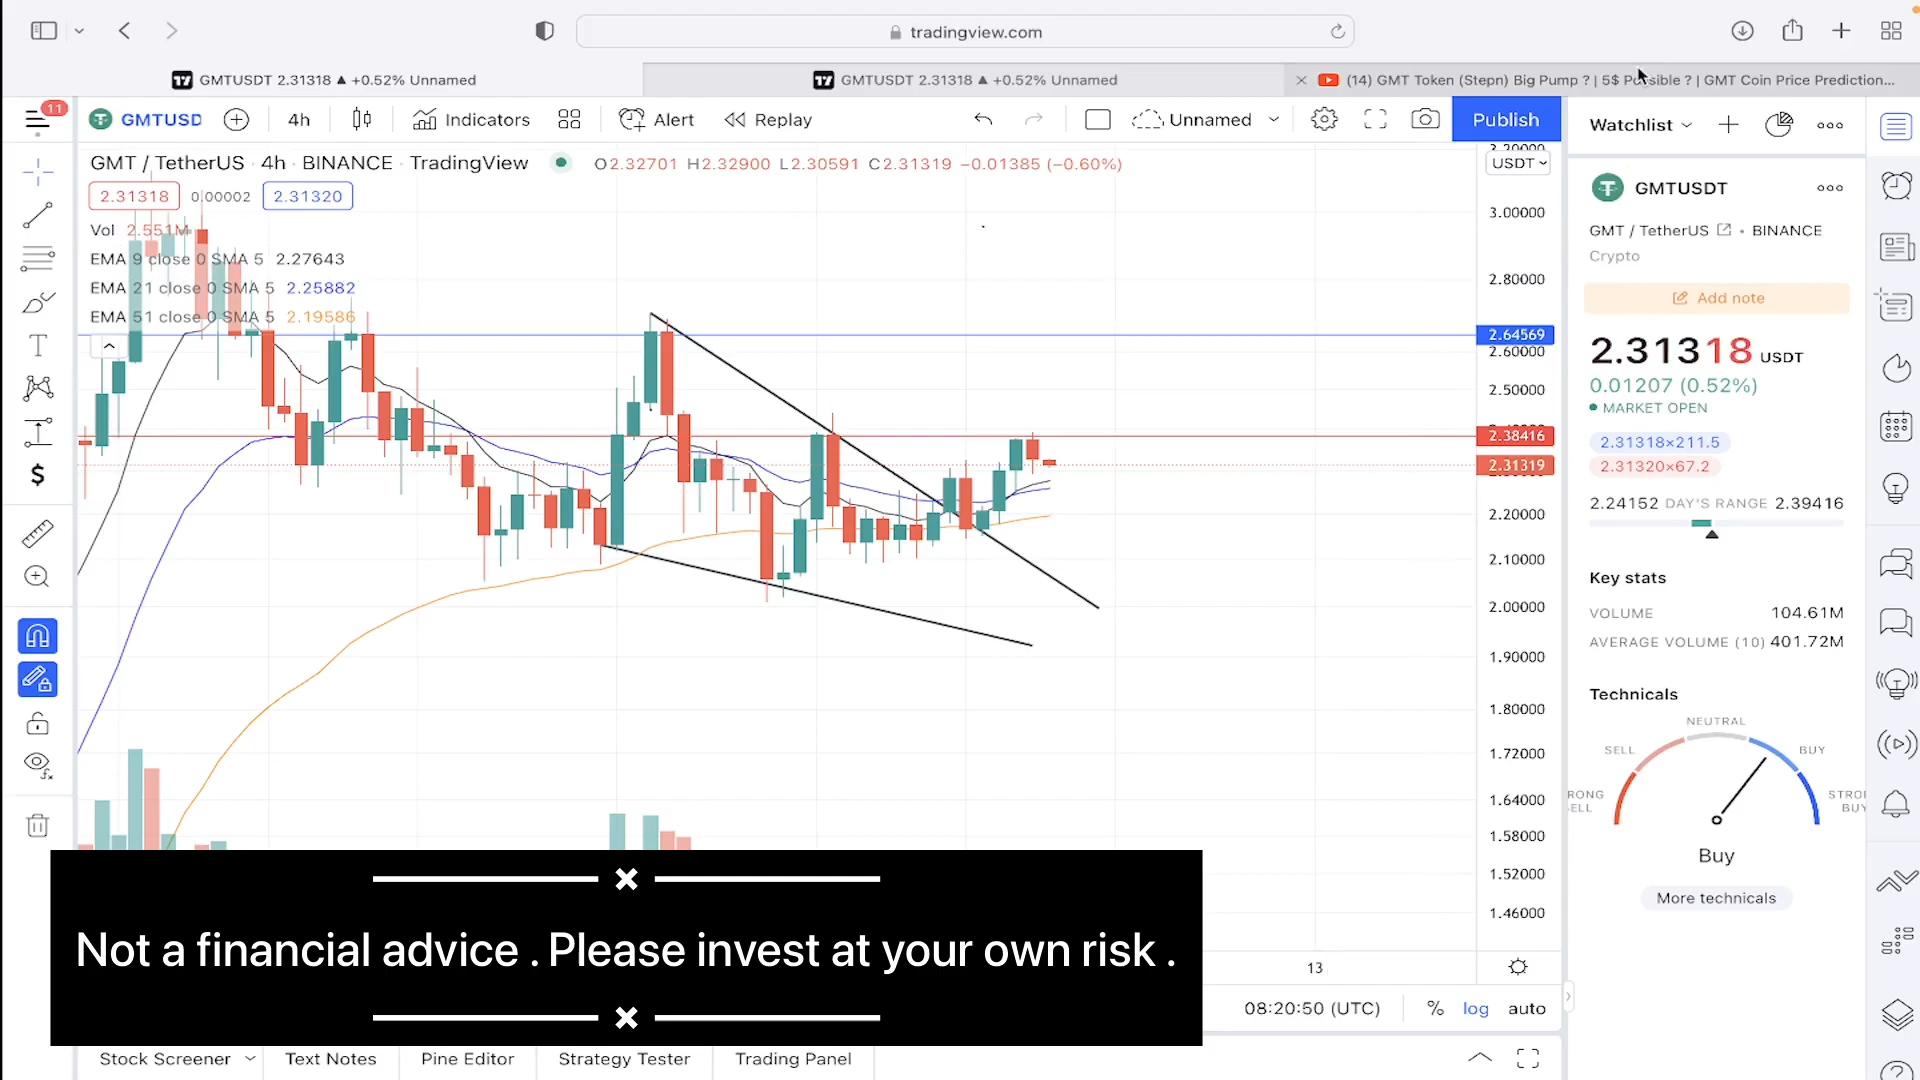 tradingview.com
GMTUSDT 2.31318 ▲ +0.52% Unnamed
GMTUSDT 2.31318 ▲ +0.52% Unnamed
(14) GMT Token (Stepn) Big Pump ? | 5$ Possible ? | GMT Coin Price Prediction...
11
GMTUSD
4h
Indicators
Alert
Replay
Unnamed
Publish
GMT / TetherUS · 4h · BINANCE · TradingView
O2.32701 H2.32900 L2.30591 C2.31319 −0.01385 (−0.60%)
2.31318
0.00002
2.31320
Vol 2.551M
EMA 9 close 0 SMA 5 2.27643
EMA 21 close 0 SMA 5 2.25882
EMA 51 close 0 SMA 5 2.19586
3.20000
USDT
3.00000
2.80000
2.64569
2.60000
2.50000
2.38416
2.31319
2.20000
2.10000
2.00000
1.90000
1.80000
1.72000
1.64000
1.58000
1.52000
1.46000
13
08:20:50 (UTC)
%
log
auto
Watchlist
GMTUSDT
GMT / TetherUS • BINANCE
Crypto
Add note
2.31318 USDT
0.01207 (0.52%)
MARKET OPEN
2.31318×211.5
2.31320×67.2
2.24152 DAY'S RANGE 2.39416
Key stats
VOLUME 104.61M
AVERAGE VOLUME (10) 401.72M
Technicals
NEUTRAL
SELL
BUY
RONG
ELL
STRO
BUY
Buy
More technicals
Not a financial advice . Please invest at your own risk .
Stock Screener
Text Notes
Pine Editor
Strategy Tester
Trading Panel